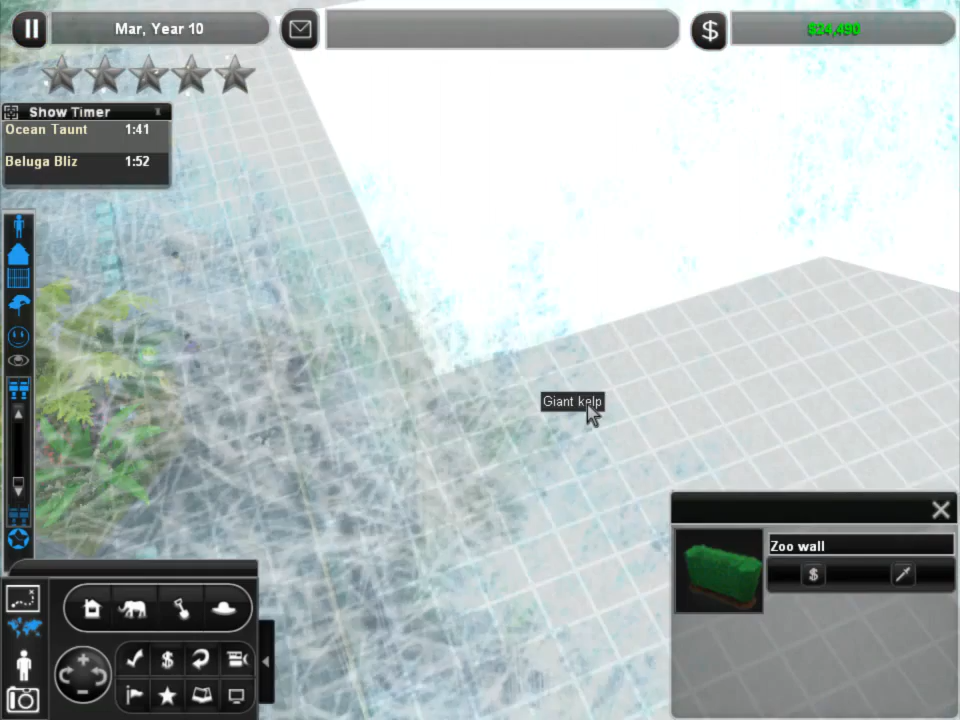 Mar, Year 10
$
$24,490
Show Timer
Ocean Taunt 1:41
Beluga Bliz 1:52
Giant kelp
Zoo wall
$
$